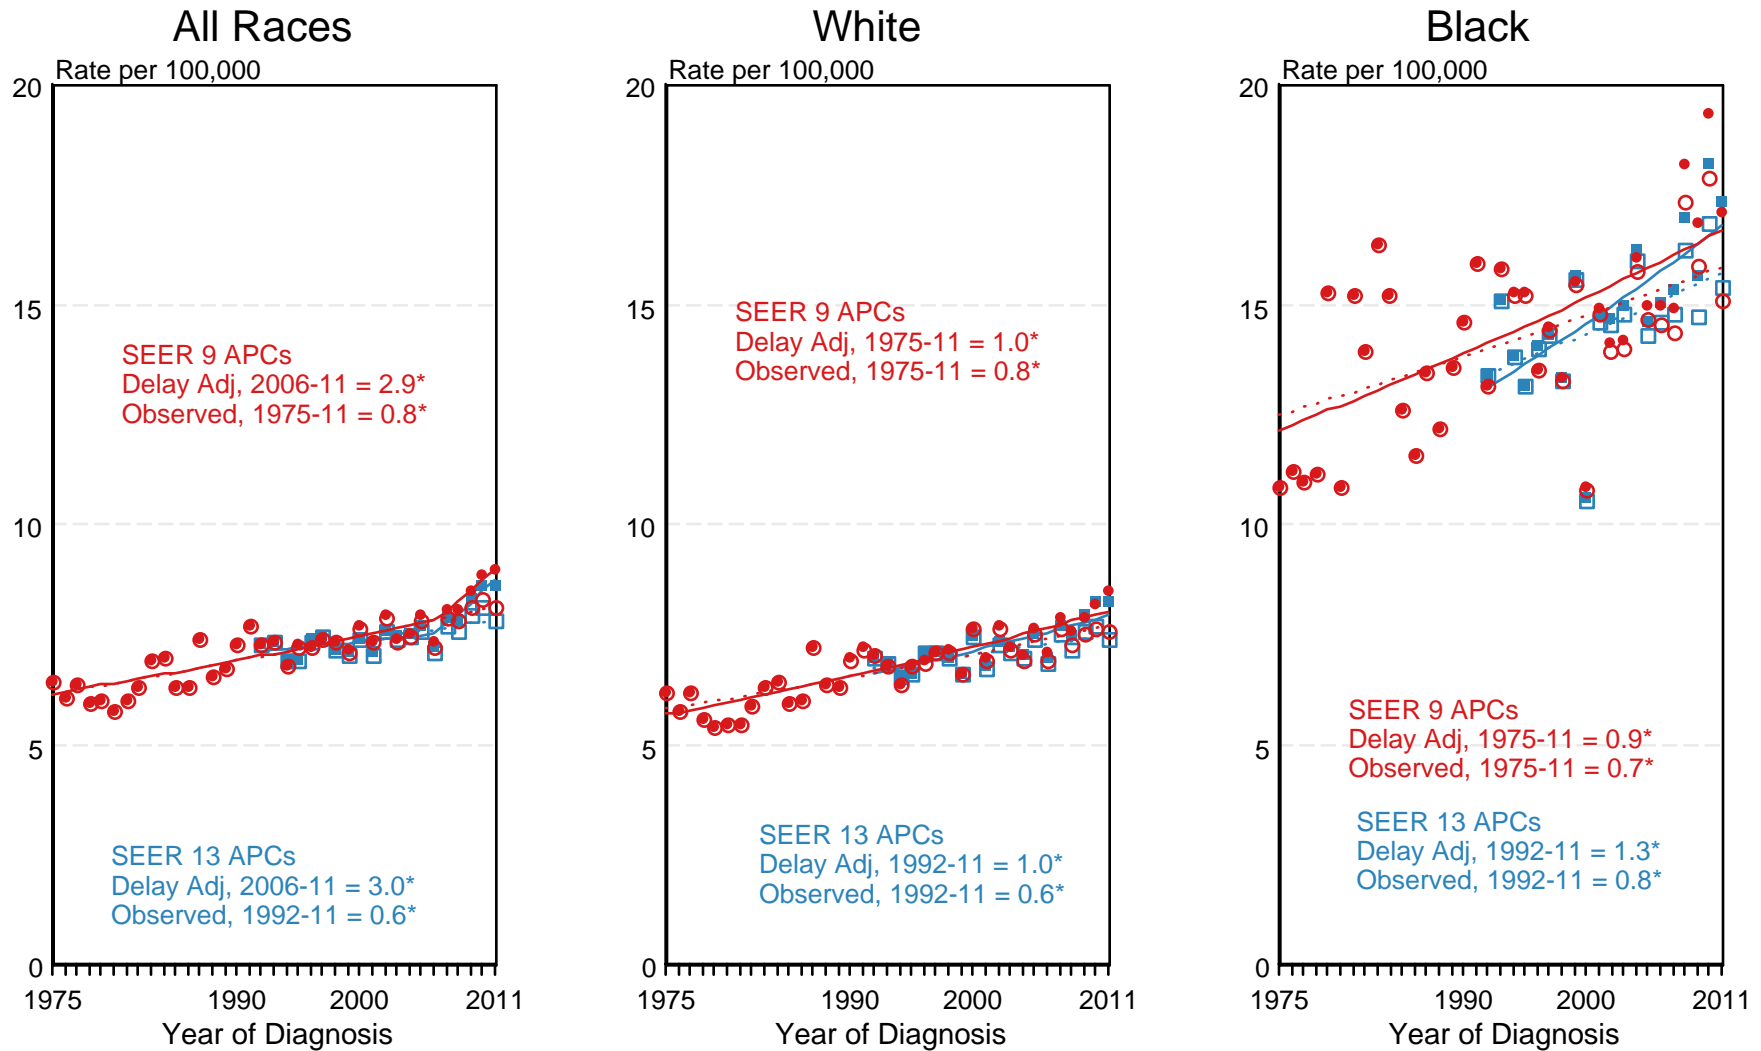 All Races
Rate per 100,000
20
15
10
5
0
SEER 9 APCs
Delay Adj, 2006-11 = 2.9*
Observed, 1975-11 = 0.8*
SEER 13 APCs
Delay Adj, 2006-11 = 3.0*
Observed, 1992-11 = 0.6*
1975 1990 2000 2011
Year of Diagnosis
White
Rate per 100,000
20
15
10
5
0
SEER 9 APCs
Delay Adj, 1975-11 = 1.0*
Observed, 1975-11 = 0.8*
SEER 13 APCs
Delay Adj, 1992-11 = 1.0*
Observed, 1992-11 = 0.6*
1975 1990 2000 2011
Year of Diagnosis
Black
Rate per 100,000
20
15
10
5
0
SEER 9 APCs
Delay Adj, 1975-11 = 0.9*
Observed, 1975-11 = 0.7*
SEER 13 APCs
Delay Adj, 1992-11 = 1.3*
Observed, 1992-11 = 0.8*
1975 1990 2000 2011
Year of Diagnosis